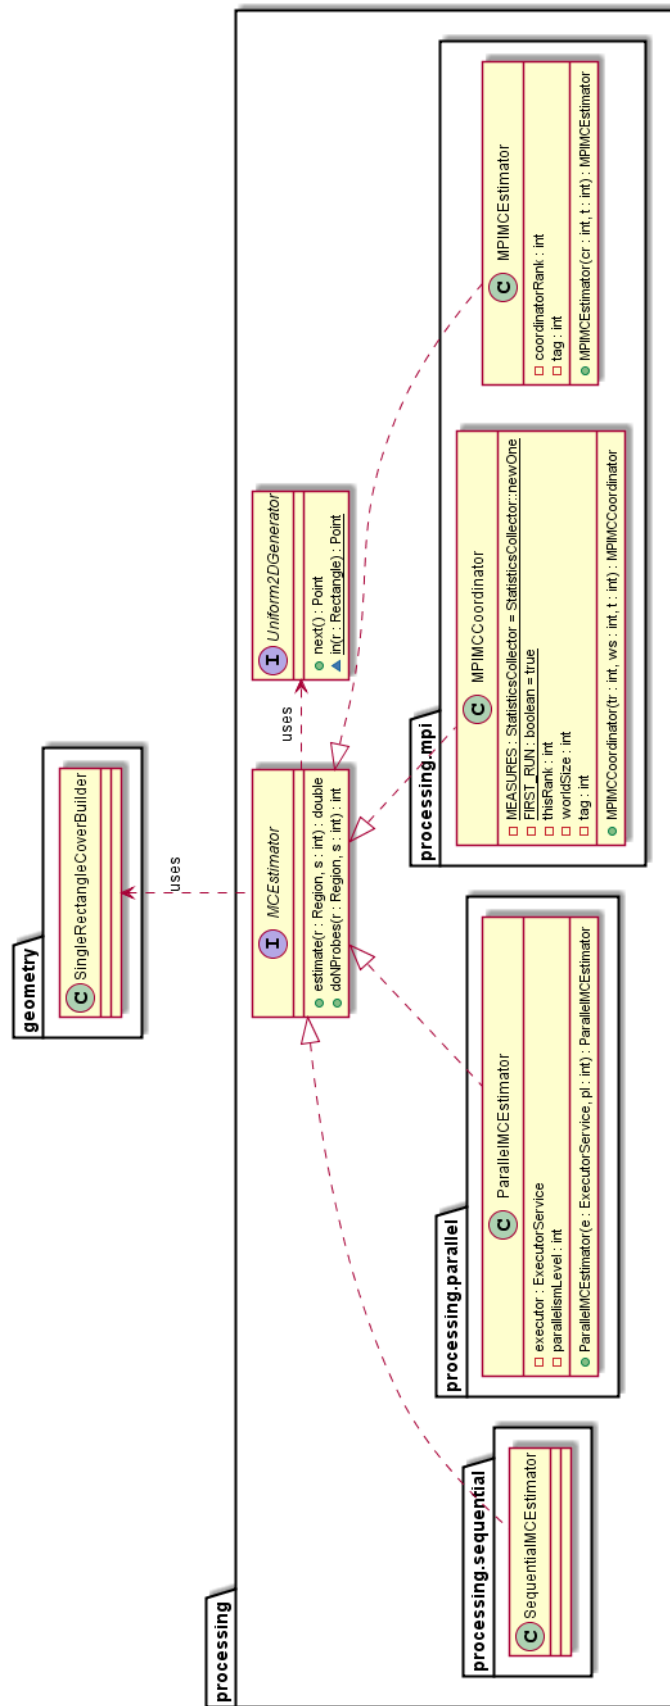 geometry
C SingleRectangleCoverBuilder
uses
processing
I MCEstimator
estimate(r : Region, s : int) : double
doNProbes(r : Region, s : int) : int
uses
I Uniform2DGenerator
next() : Point
in(r : Rectangle) : Point
processing.sequential
C SequentialMCEstimator
processing.parallel
C ParallelMCEstimator
executor : ExecutorService
parallelismLevel : int
ParallelMCEstimator(e : ExecutorService, pl : int) : ParallelMCEstimator
processing.mpi
C MPIMCCoordinator
MEASURES : StatisticsCollector = StatisticsCollector::newOne
FIRST_RUN : boolean = true
thisRank : int
worldSize : int
tag : int
MPIMCCoordinator(tr : int, ws : int, t : int) : MPIMCCoordinator
C MPIMCEstimator
coordinatorRank : int
tag : int
MPIMCEstimator(cr : int, t : int) : MPIMCEstimator